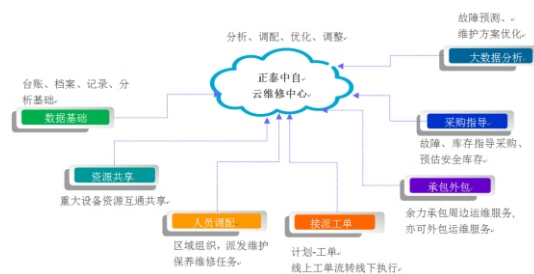 故障预测、
维护方案优化
分析、调配、优化、调整
大数据分析
正泰中自
云维修中心
台账、档案、记录、分
析基础
数据基础
采购指导
故障、库存指导采购、
预估安全库存
资源共享
重大设备资源互通共享
承包外包
余力承包周边运维服务，
亦可外包运维服务
人员调配
区域组织，派发维护
保养维修任务
接派工单
计划-工单
线上工单流转线下执行